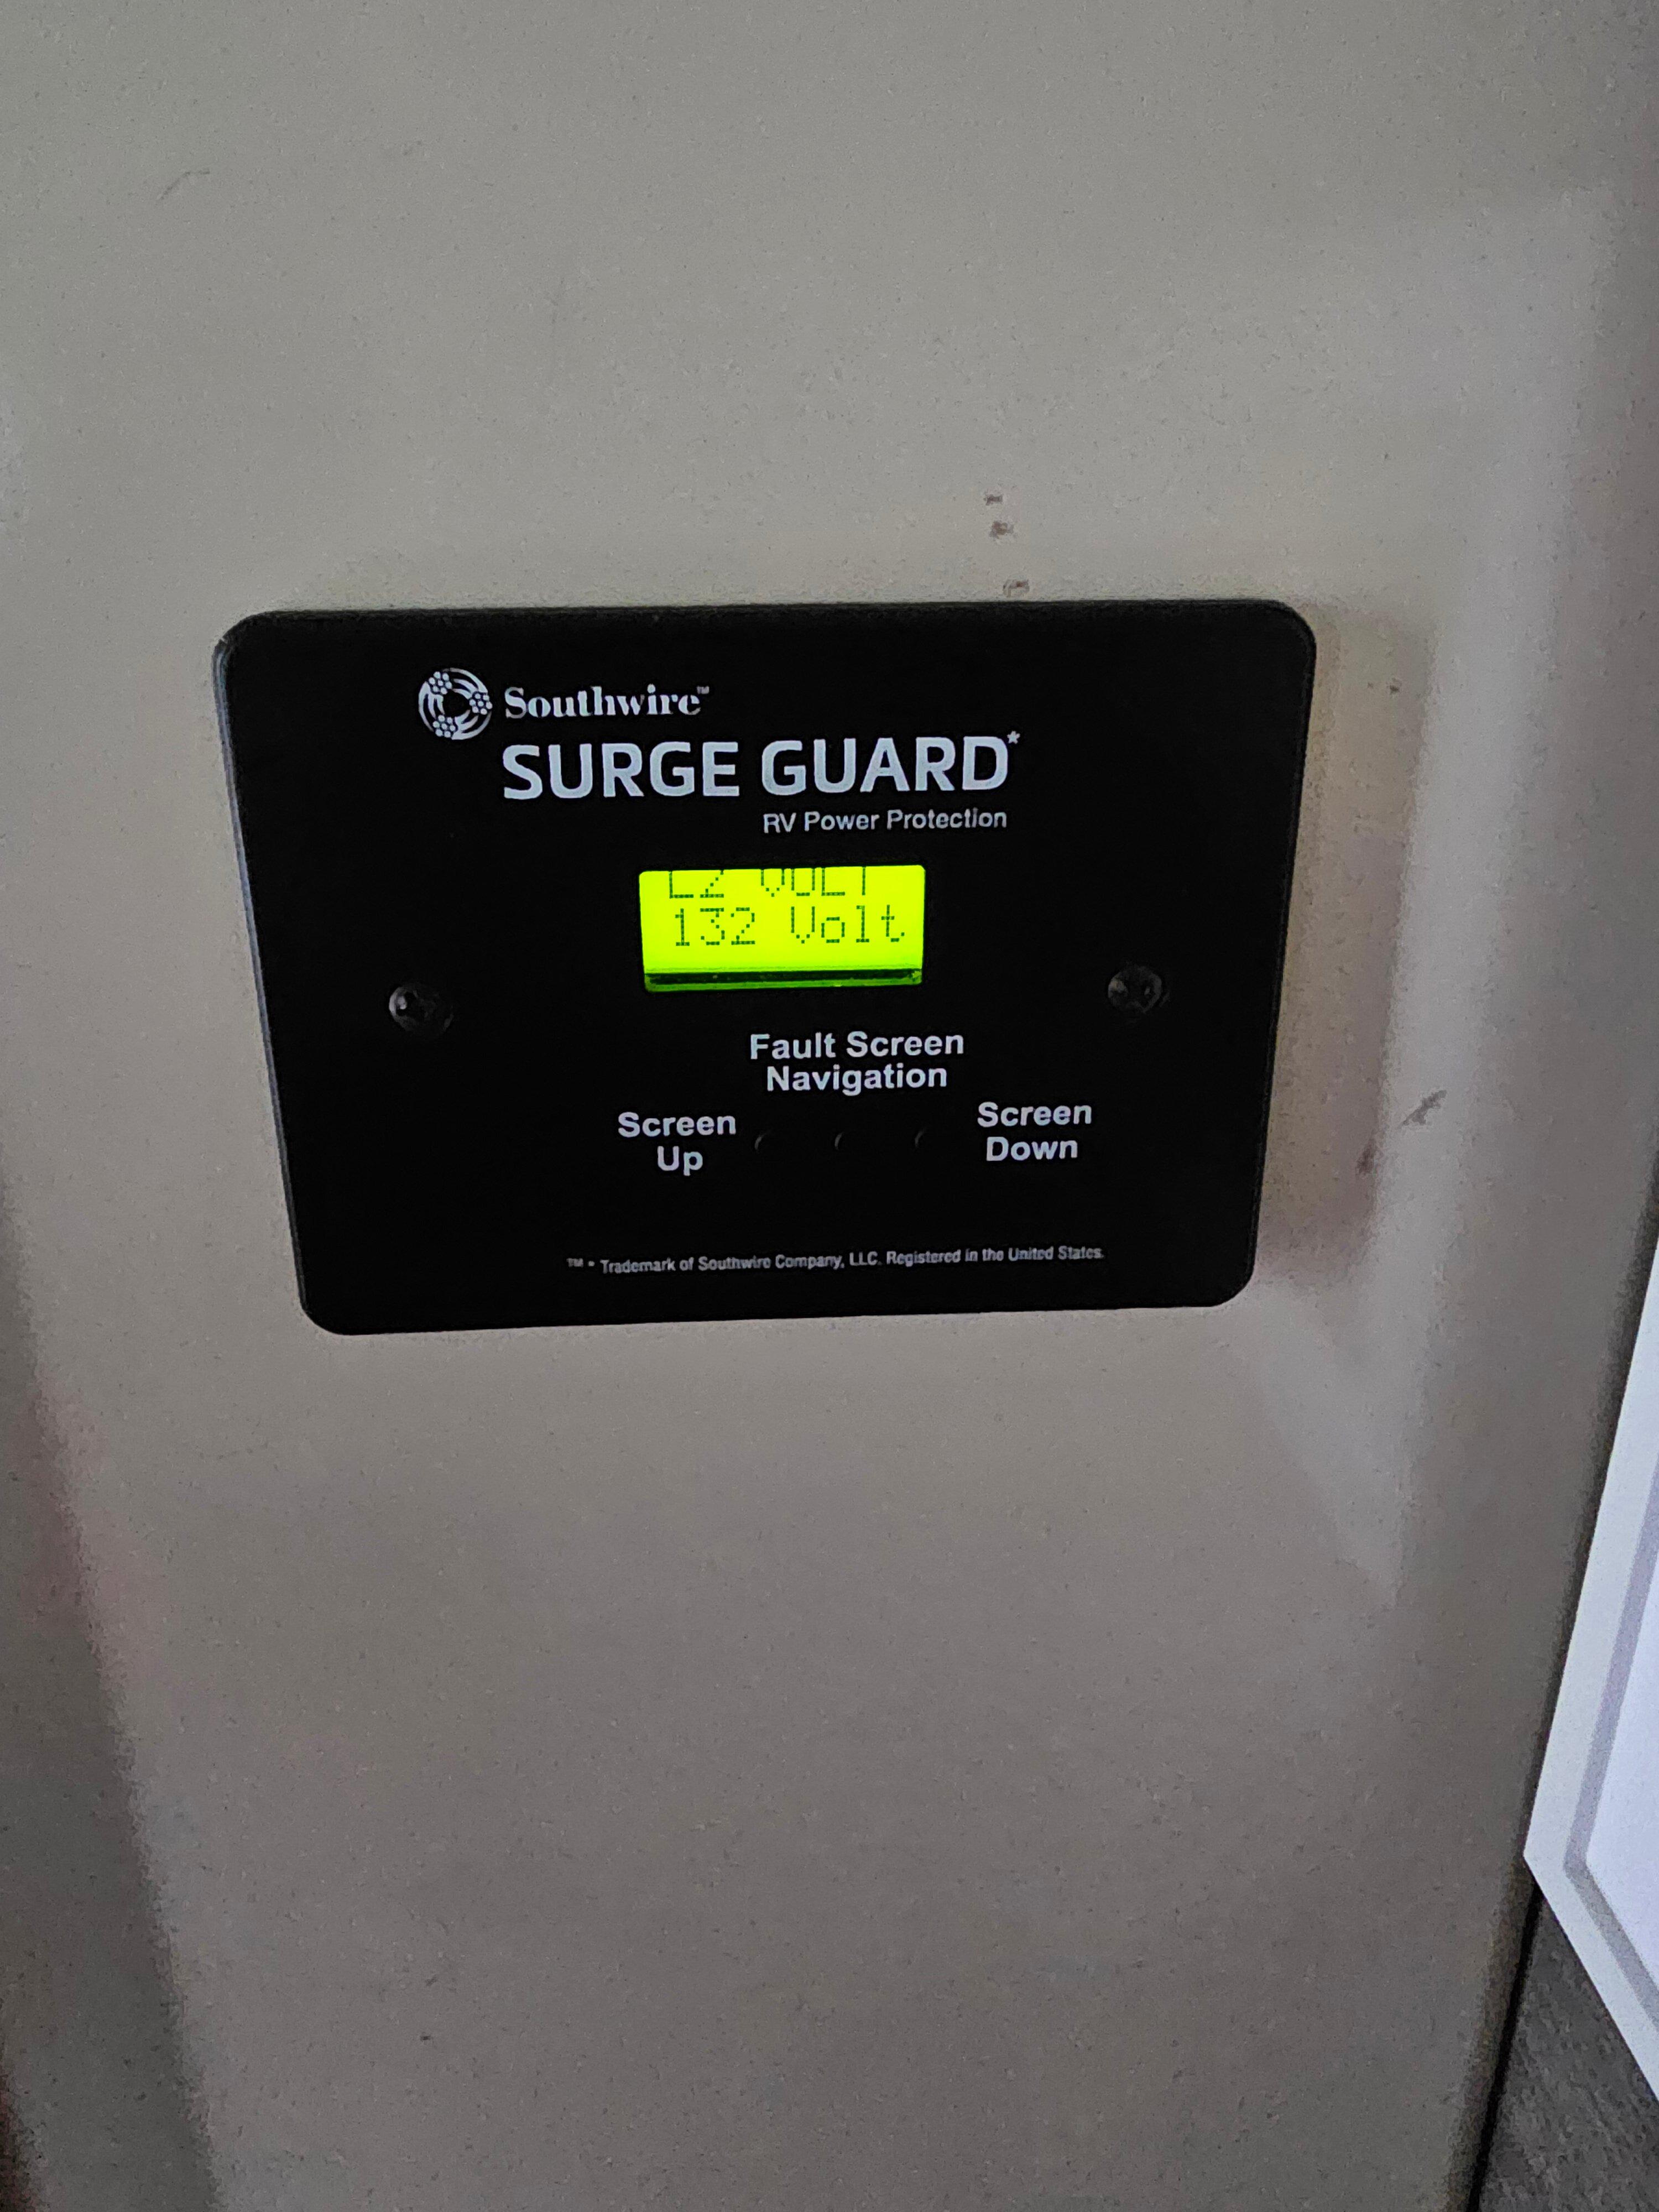 Southwire™
SURGE GUARD*
RV Power Protection
L2 VOLT
132 Volt
Fault Screen
Navigation
Screen
Up
Screen
Down
™ * Trademark of Southwire Company, LLC. Registered in the United States.